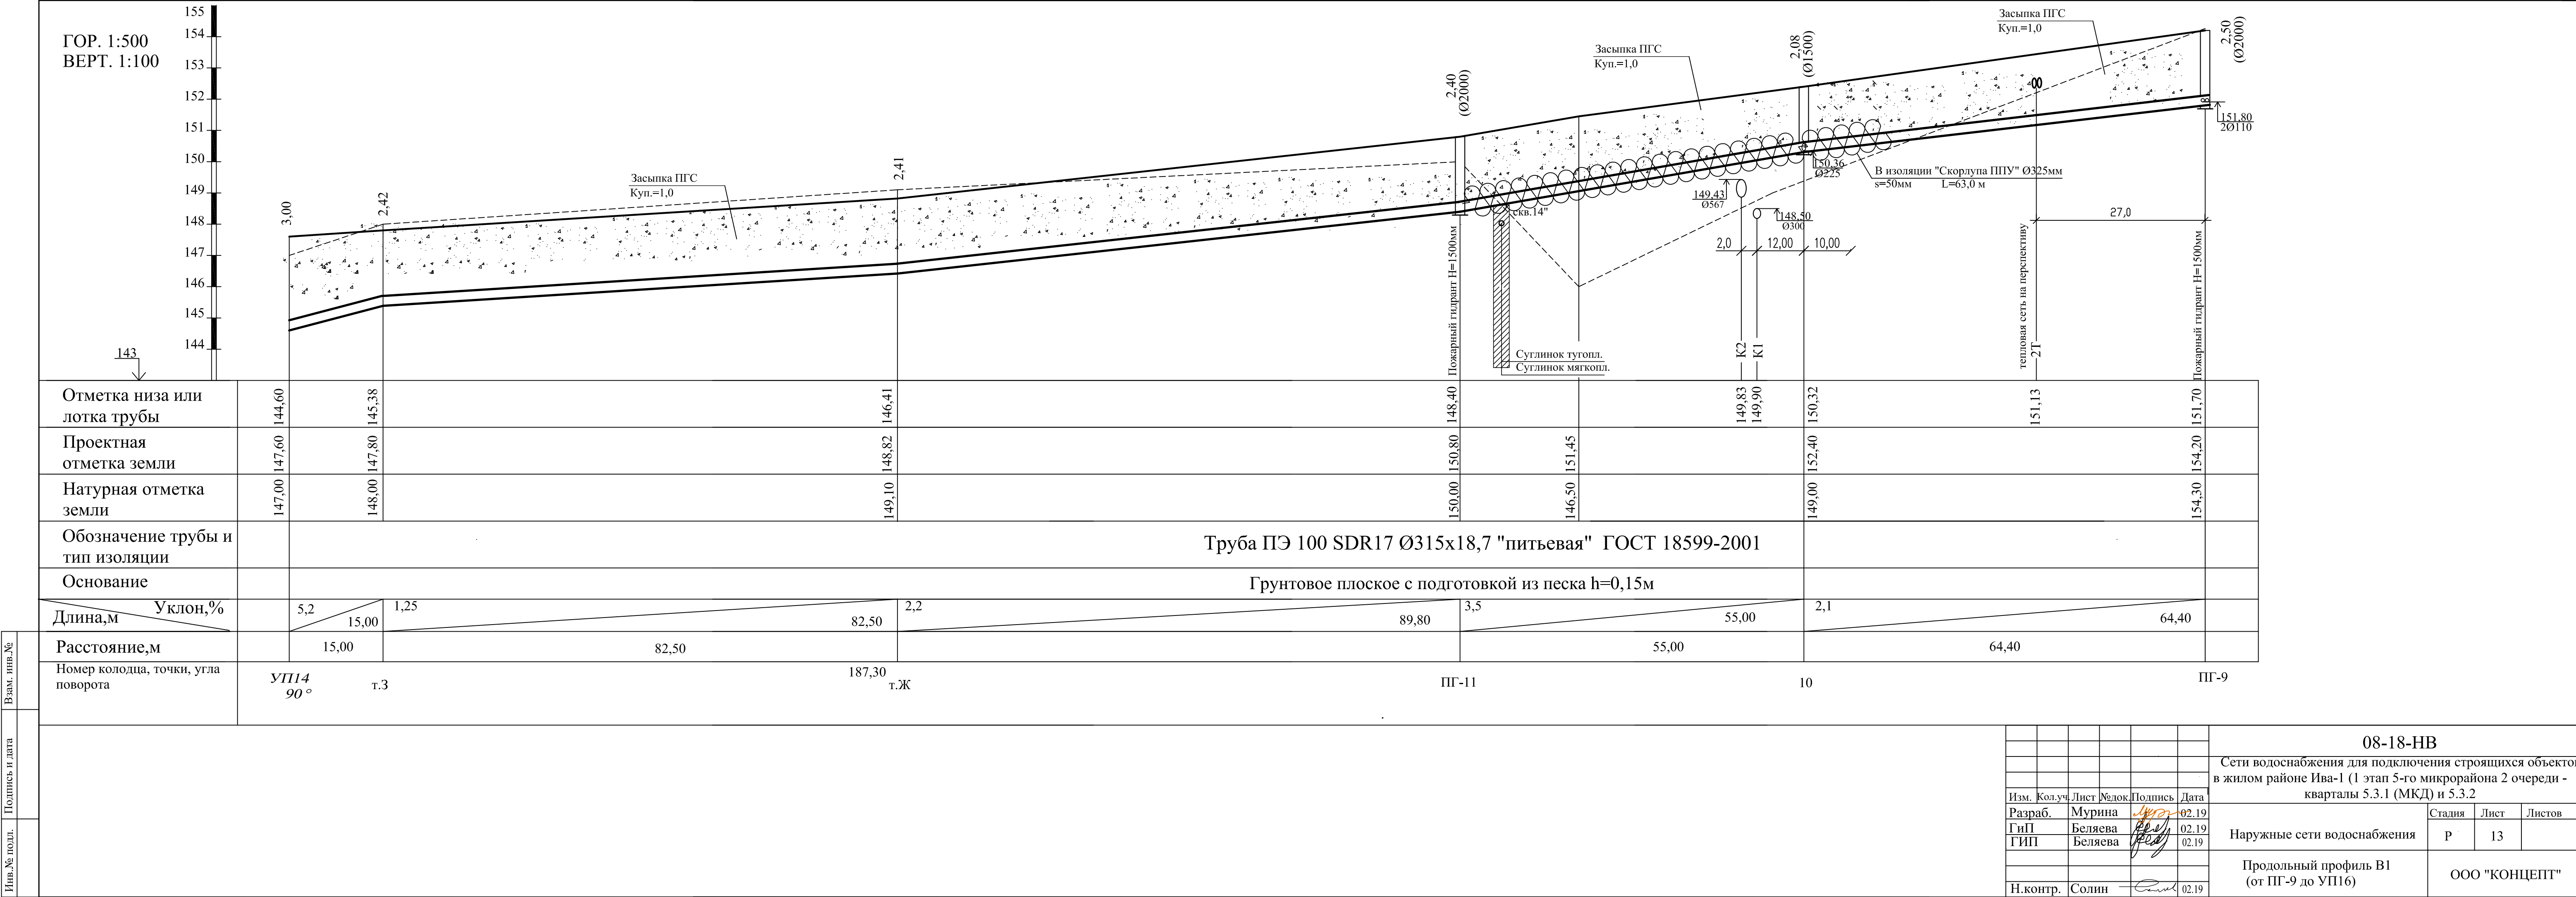 ГОР. 1:500
ВЕРТ. 1:100
155
154
153
152
151
150
149
148
147
146
145
144
143
3,00
2,42
Засыпка ПГС
Куп.=1,0
2,41
2,40
(Ø2000)
Засыпка ПГС
Куп.=1,0
2,08
(Ø1500)
Засыпка ПГС
Куп.=1,0
2,50
(Ø2000)
151,80
2Ø110
150,36
Ø225
В изоляции "Скорлупа ППУ" Ø325мм
s=50мм L=63,0 м
149,43
Ø567
148,50
Ø300
скв.14"
2,0
12,00
10,00
27,0
Пожарный гидрант Н=1500мм
Суглинок тугопл.
Суглинок мягкопл.
К2
К1
тепловая сеть на перспективу
2Т
Пожарный гидрант Н=1500мм
Отметка низа или
лотка трубы
144,60
145,38
146,41
148,40
149,83
149,90
150,32
151,13
151,70
Проектная
отметка земли
147,60
147,80
148,82
150,80
151,45
152,40
154,20
Натурная отметка
земли
147,00
148,00
149,10
150,00
146,50
149,00
154,30
Обозначение трубы и
тип изоляции
Труба ПЭ 100 SDR17 Ø315х18,7 "питьевая" ГОСТ 18599-2001
Основание
Грунтовое плоское с подготовкой из песка h=0,15м
Уклон,%
Длина,м
5,2
15,00
1,25
82,50
2,2
89,80
3,5
55,00
2,1
64,40
Расстояние,м
15,00
82,50
55,00
64,40
Номер колодца, точки, угла
поворота
УП14
90°
т.З
187,30
т.Ж
ПГ-11
10
ПГ-9
Взам. инв.№
Подпись и дата
Инв.№ подл.
08-18-НВ
Сети водоснабжения для подключения строящихся объектов
в жилом районе Ива-1 (1 этап 5-го микрорайона 2 очереди -
кварталы 5.3.1 (МКД) и 5.3.2
Изм. Кол.уч. Лист №док. Подпись Дата
Разраб. Мурина 02.19
ГиП Беляева 02.19
ГИП Беляева 02.19
Н.контр. Солин 02.19
Наружные сети водоснабжения
Стадия Лист Листов
Р 13
Продольный профиль В1
(от ПГ-9 до УП16)
ООО "КОНЦЕПТ"